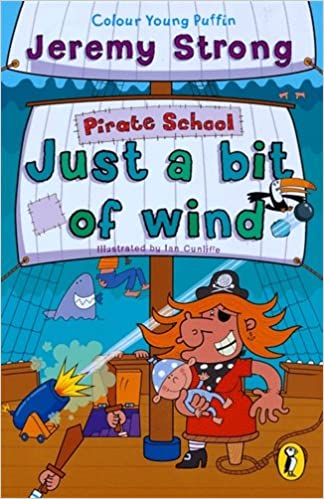 Colour Young Puffin
Jeremy Strong
Pirate School
Just a bit
of wind
Illustrated by Ian Cunliffe